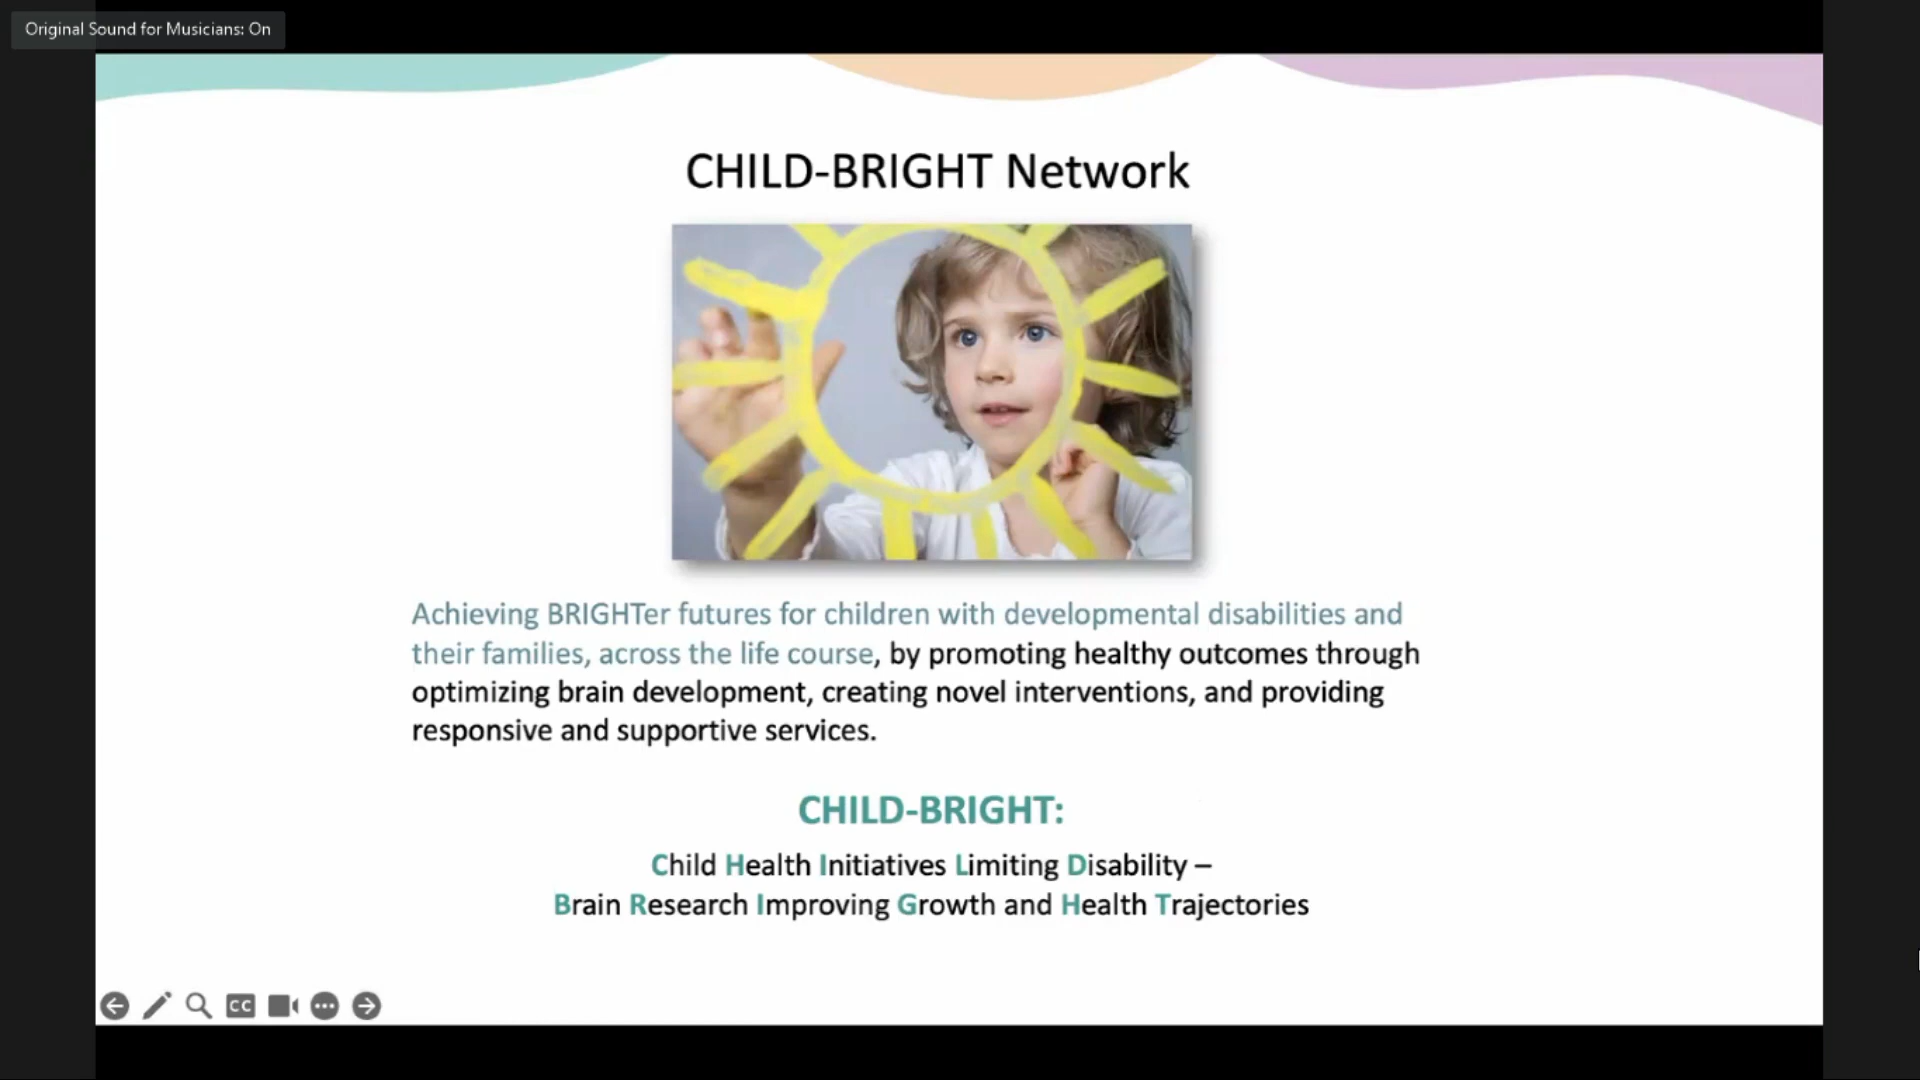 Original Sound for Musicians: On
CHILD-BRIGHT Network
Achieving BRIGHTer futures for children with developmental disabilities and
their families, across the life course, by promoting healthy outcomes through
optimizing brain development, creating novel interventions, and providing
responsive and supportive services.
CHILD-BRIGHT:
Child Health Initiatives Limiting Disability –
Brain Research Improving Growth and Health Trajectories
CC